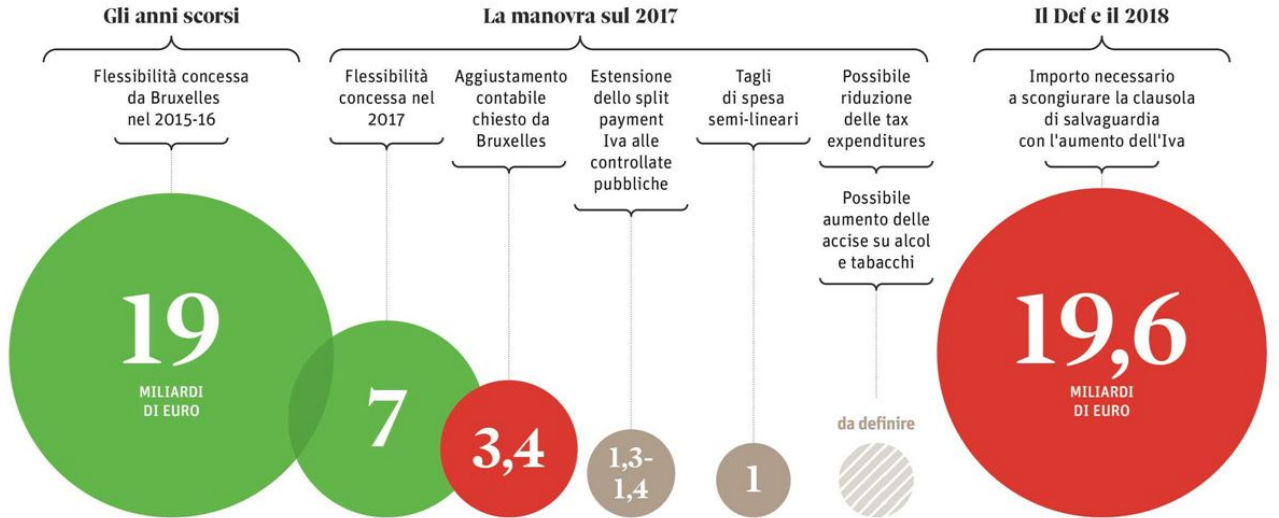 Gli anni scorsi
Flessibilità concessa
da Bruxelles
nel 2015-16
19
MILIARDI
DI EURO
La manovra sul 2017
Flessibilità
concessa nel
2017
7
Aggiustamento
contabile
chiesto da
Bruxelles
3,4
Estensione
dello split
payment
Iva alle
controllate
pubbliche
1,3-
1,4
Tagli
di spesa
semi-lineari
1
Possibile
riduzione
delle tax
expenditures
Possibile
aumento delle
accise su alcol
e tabacchi
da definire
Il Def e il 2018
Importo necessario
a scongiurare la clausola
di salvaguardia
con l'aumento dell'Iva
19,6
MILIARDI
DI EURO